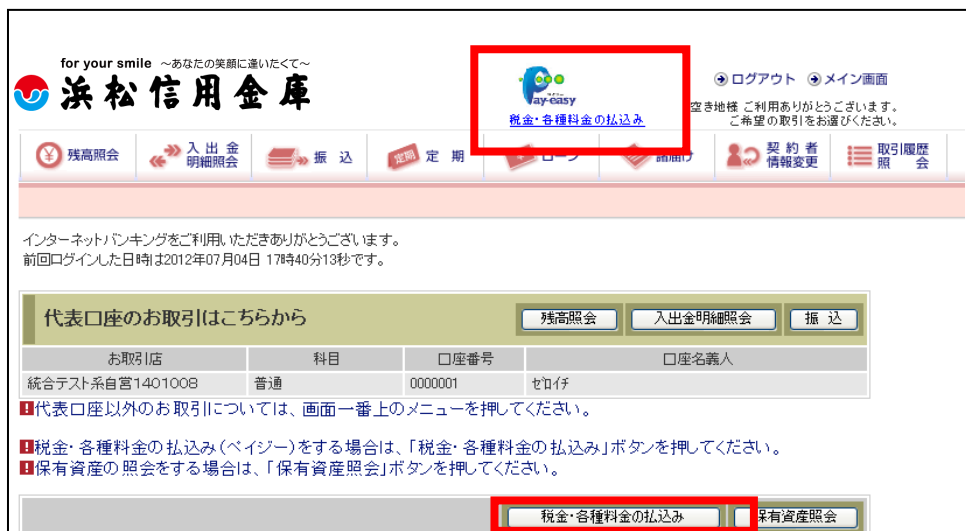 for your smile ～あなたの笑顔に逢いたくて～
浜松信用金庫
Pay-easy
税金・各種料金の払込み
ログアウト メイン画面
空き地様 ご利用ありがとうございます。
ご希望の取引をお選びください。
残高照会 入出金明細照会 振込 定期 ローン 諸届け 契約者情報変更 取引履歴照会
インターネットバンキングをご利用いただきありがとうございます。
前回ログインした日時は2012年07月04日 17時40分13秒です。
代表口座のお取引はこちらから 残高照会 入出金明細照会 振 込
お取引店 科目 口座番号 口座名義人
統合テスト系自営1401008 普通 0000001 ゼロイチ
代表口座以外のお取引については、画面一番上のメニューを押してください。
税金・各種料金の払込み(ペイジー)をする場合は、「税金・各種料金の払込み」ボタンを押してください。
保有資産の照会をする場合は、「保有資産照会」ボタンを押してください。
税金・各種料金の払込み 保有資産照会